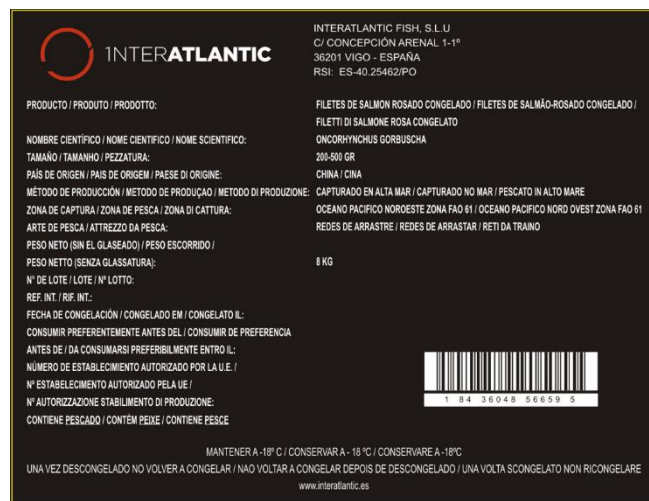 INTERATLANTIC
INTERATLANTIC FISH, S.L.U
C/ CONCEPCIÓN ARENAL 1-1º
36201 VIGO - ESPAÑA
RSI: ES-40.25462/PO
PRODUCTO / PRODUTO / PRODOTTO: FILETES DE SALMON ROSADO CONGELADO / FILETES DE SALMÃO-ROSADO CONGELADO /
FILETTI DI SALMONE ROSA CONGELATO
NOMBRE CIENTÍFICO / NOME CIENTIFICO / NOME SCIENTIFICO: ONCORHYNCHUS GORBUSCHA
TAMAÑO / TAMANHO / PEZZATURA: 200-500 GR
PAÍS DE ORIGEN / PAIS DE ORIGEM / PAESE DI ORIGINE: CHINA / CINA
MÉTODO DE PRODUCCIÓN / METODO DE PRODUÇAO / METODO DI PRODUZIONE: CAPTURADO EN ALTA MAR / CAPTURADO NO MAR / PESCATO IN ALTO MARE
ZONA DE CAPTURA / ZONA DE PESCA / ZONA DI CATTURA: OCEANO PACIFICO NOROESTE ZONA FAO 61 / OCEANO PACIFICO NORD OVEST ZONA FAO 61
ARTE DE PESCA / ATTREZZO DA PESCA: REDES DE ARRASTRE / REDES DE ARRASTAR / RETI DA TRAINO
PESO NETO (SIN EL GLASEADO) / PESO ESCORRIDO /
PESO NETTO (SENZA GLASSATURA): 8 KG
Nº DE LOTE / LOTE / Nº LOTTO:
REF. INT. / RIF. INT.:
FECHA DE CONGELACIÓN / CONGELADO EM / CONGELATO IL:
CONSUMIR PREFERENTEMENTE ANTES DEL / CONSUMIR DE PREFERENCIA
ANTES DE / DA CONSUMARSI PREFERIBILMENTE ENTRO IL:
NÚMERO DE ESTABLECIMIENTO AUTORIZADO POR LA U.E. /
Nº ESTABELECIMENTO AUTORIZADO PELA UE /
Nº AUTORIZZAZIONE STABILIMENTO DI PRODUZIONE:
CONTIENE PESCADO / CONTÉM PEIXE / CONTIENE PESCE
1 84 36048 56659 5
MANTENER A -18º C / CONSERVAR A - 18 ºC / CONSERVARE A -18ºC
UNA VEZ DESCONGELADO NO VOLVER A CONGELAR / NAO VOLTAR A CONGELAR DEPOIS DE DESCONGELADO / UNA VOLTA SCONGELATO NON RICONGELARE
www.interatlantic.es